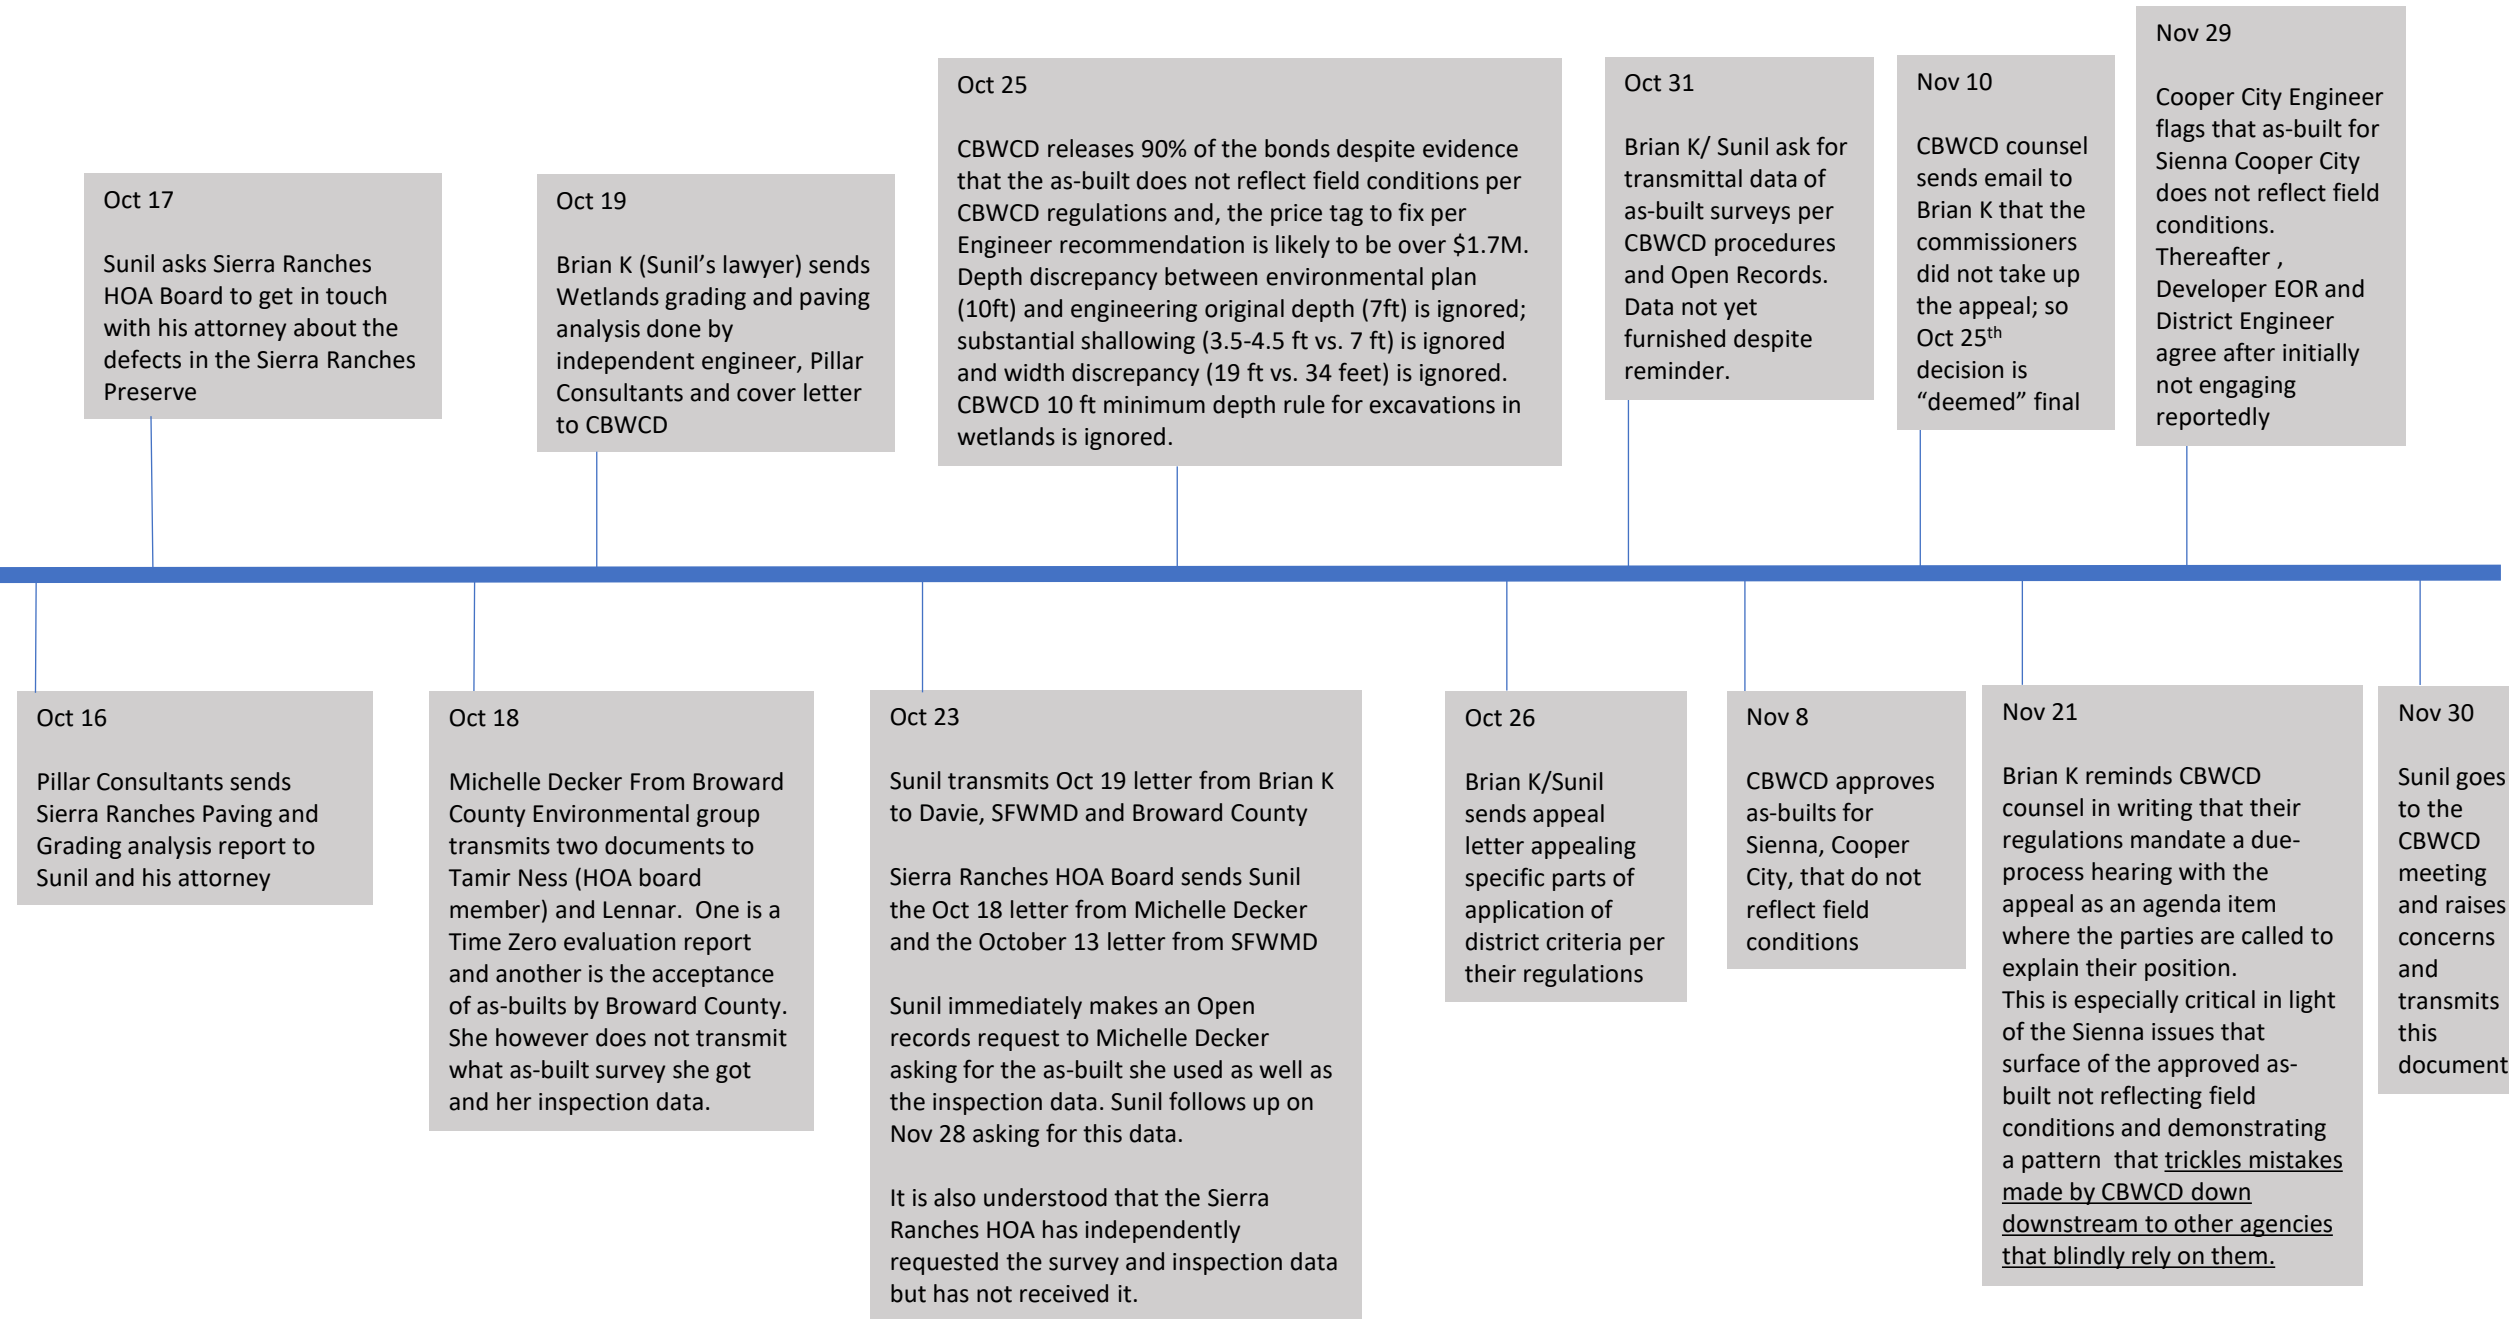 Oct 17
Sunil asks Sierra Ranches
HOA Board to get in touch
with his attorney about the
defects in the Sierra Ranches
Preserve
Oct 19
Brian K (Sunil’s lawyer) sends
Wetlands grading and paving
analysis done by
independent engineer, Pillar
Consultants and cover letter
to CBWCD
Oct 25
CBWCD releases 90% of the bonds despite evidence
that the as-built does not reflect field conditions per
CBWCD regulations and, the price tag to fix per
Engineer recommendation is likely to be over $1.7M.
Depth discrepancy between environmental plan
(10ft) and engineering original depth (7ft) is ignored;
substantial shallowing (3.5-4.5 ft vs. 7 ft) is ignored
and width discrepancy (19 ft vs. 34 feet) is ignored.
CBWCD 10 ft minimum depth rule for excavations in
wetlands is ignored.
Oct 31
Brian K/ Sunil ask for
transmittal data of
as-built surveys per
CBWCD procedures
and Open Records.
Data not yet
furnished despite
reminder.
Nov 10
CBWCD counsel
sends email to
Brian K that the
commissioners
did not take up
the appeal; so
Oct 25th
decision is
“deemed” final
Nov 29
Cooper City Engineer
flags that as-built for
Sienna Cooper City
does not reflect field
conditions.
Thereafter ,
Developer EOR and
District Engineer
agree after initially
not engaging
reportedly
Oct 16
Pillar Consultants sends
Sierra Ranches Paving and
Grading analysis report to
Sunil and his attorney
Oct 18
Michelle Decker From Broward
County Environmental group
transmits two documents to
Tamir Ness (HOA board
member) and Lennar.  One is a
Time Zero evaluation report
and another is the acceptance
of as-builts by Broward County.
She however does not transmit
what as-built survey she got
and her inspection data.
Oct 23
Sunil transmits Oct 19 letter from Brian K
to Davie, SFWMD and Broward County
Sierra Ranches HOA Board sends Sunil
the Oct 18 letter from Michelle Decker
and the October 13 letter from SFWMD
Sunil immediately makes an Open
records request to Michelle Decker
asking for the as-built she used as well as
the inspection data. Sunil follows up on
Nov 28 asking for this data.
It is also understood that the Sierra
Ranches HOA has independently
requested the survey and inspection data
but has not received it.
Oct 26
Brian K/Sunil
sends appeal
letter appealing
specific parts of
application of
district criteria per
their regulations
Nov 8
CBWCD approves
as-builts for
Sienna, Cooper
City, that do not
reflect field
conditions
Nov 21
Brian K reminds CBWCD
counsel in writing that their
regulations mandate a due-
process hearing with the
appeal as an agenda item
where the parties are called to
explain their position.
This is especially critical in light
of the Sienna issues that
surface of the approved as-
built not reflecting field
conditions and demonstrating
a pattern  that trickles mistakes
made by CBWCD down
downstream to other agencies
that blindly rely on them.
Nov 30
Sunil goes
to the
CBWCD
meeting
and raises
concerns
and
transmits
this
document